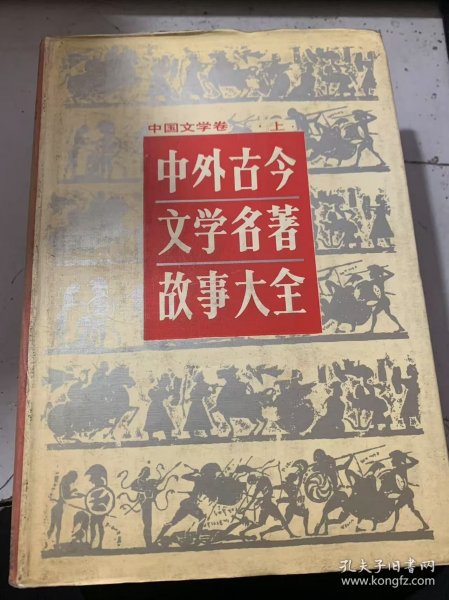 中国文学卷 ·上·
中外古今
文学名著
故事大全
孔夫子旧书网
www.kongfz.com